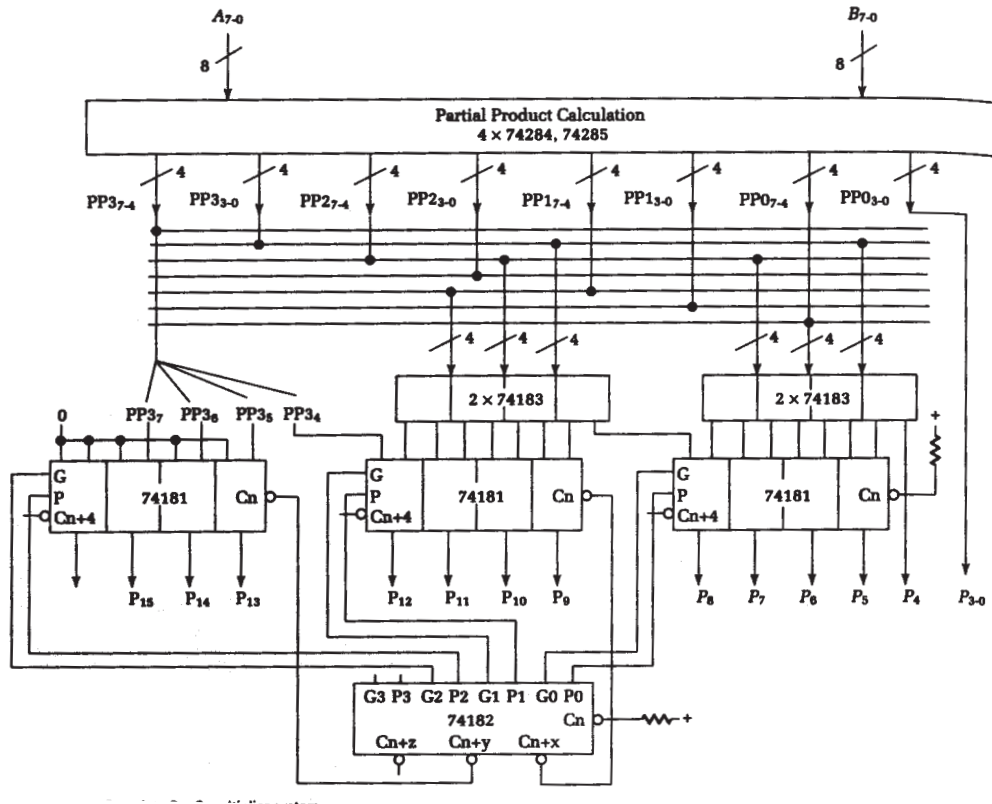 A7-0 B7-0
8 8
Partial Product Calculation
4 × 74284, 74285
4 4 4 4 4 4 4 4
PP37-4 PP33-0 PP27-4 PP23-0 PP17-4 PP13-0 PP07-4 PP03-0
4 4 4 4 4 4
2 × 74183 2 × 74183
0 PP37 PP36 PP35 PP34 +
G G G
P 74181 Cn P 74181 Cn P 74181 Cn
Cn+4 Cn+4 Cn+4
P15 P14 P13 P12 P11 P10 P9 P8 P7 P6 P5 P4 P3-0
G3 P3 G2 P2 G1 P1 G0 P0
74182 Cn +
Cn+z Cn+y Cn+x